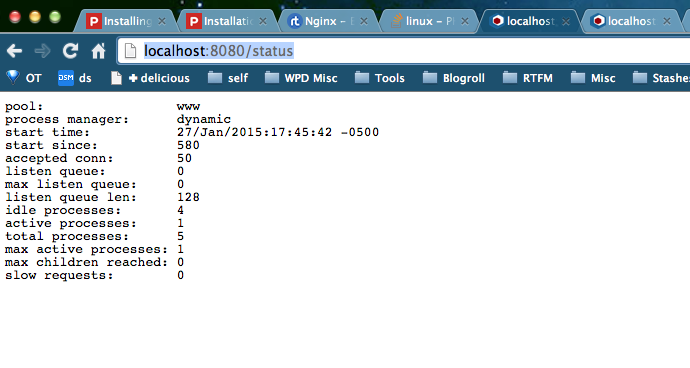 Installing
Installati
Nginx – E
linux – Pl
localhost:
localhost:
localhost:8080/status
OT
DSM ds
+ delicious
self
WPD Misc
Tools
Blogroll
RTFM
Misc
Stashes
pool: www
process manager: dynamic
start time: 27/Jan/2015:17:45:42 -0500
start since: 580
accepted conn: 50
listen queue: 0
max listen queue: 0
listen queue len: 128
idle processes: 4
active processes: 1
total processes: 5
max active processes: 1
max children reached: 0
slow requests: 0